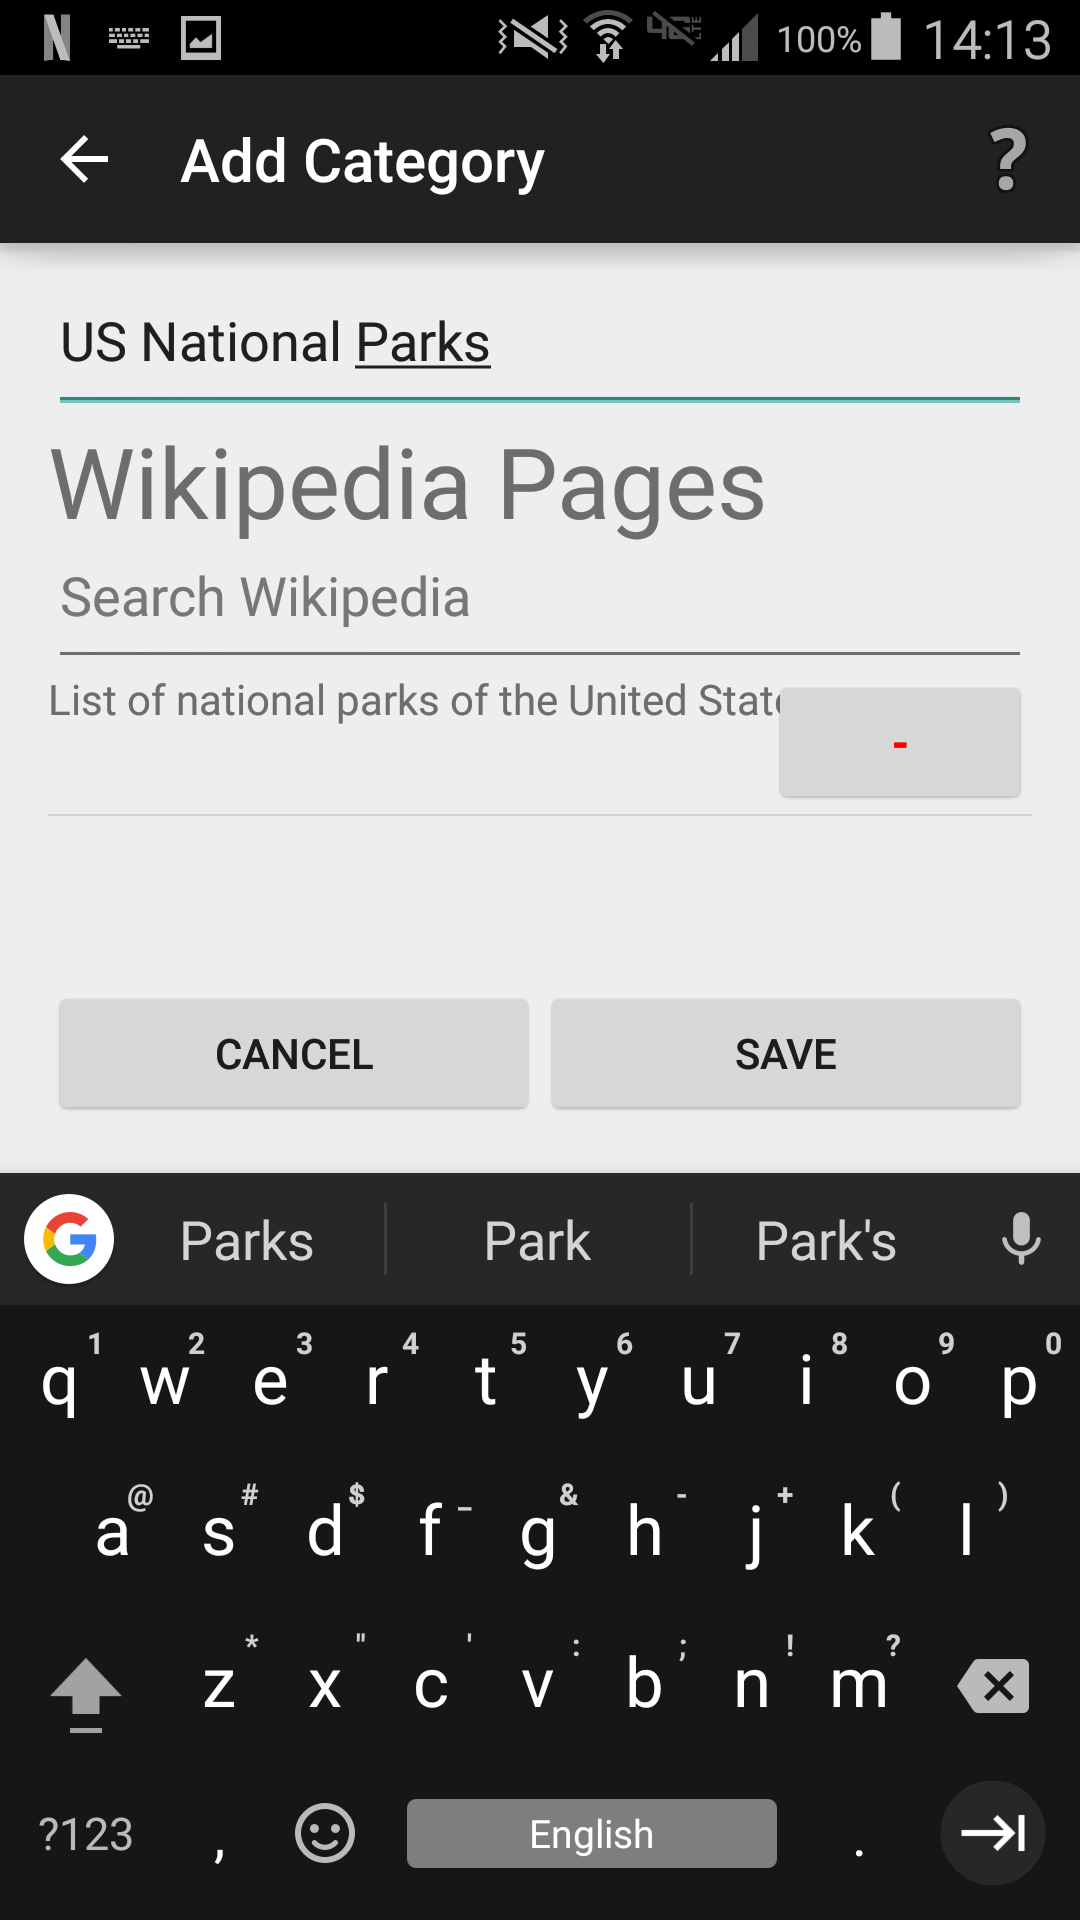 100% 14:13
Add Category ?
US National Parks
Wikipedia Pages
Search Wikipedia
List of national parks of the United State
-
CANCEL SAVE
Parks Park Park's
1 2 3 4 5 6 7 8 9 0
q w e r t y u i o p
@ # $ _ & - + ( )
a s d f g h j k l
* " ' : ; ! ?
z x c v b n m
?123 , English .